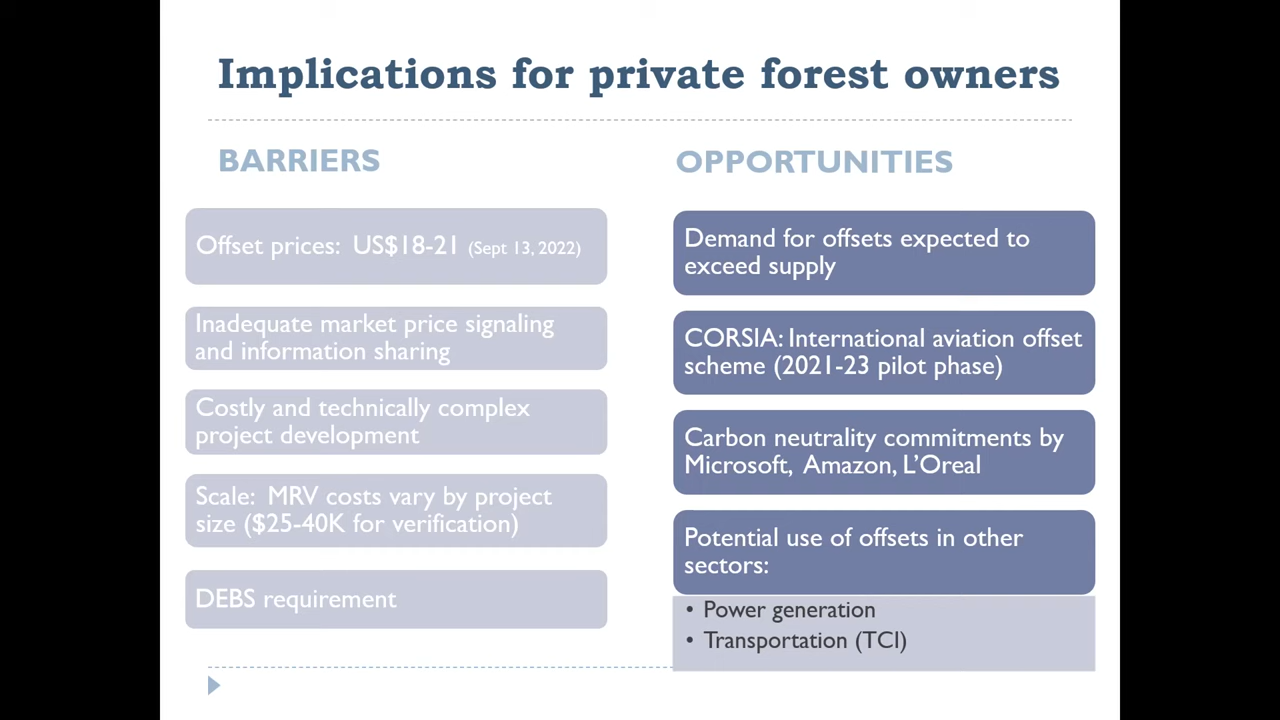 Implications for private forest owners
BARRIERS
Offset prices:  US$18-21 (Sept 13, 2022)
Inadequate market price signaling
and information sharing
Costly and technically complex
project development
Scale:  MRV costs vary by project
size ($25-40K for verification)
DEBS requirement
OPPORTUNITIES
Demand for offsets expected to
exceed supply
CORSIA: International aviation offset
scheme (2021-23 pilot phase)
Carbon neutrality commitments by
Microsoft,  Amazon, L’Oreal
Potential use of offsets in other
sectors:
• Power generation
• Transportation (TCI)